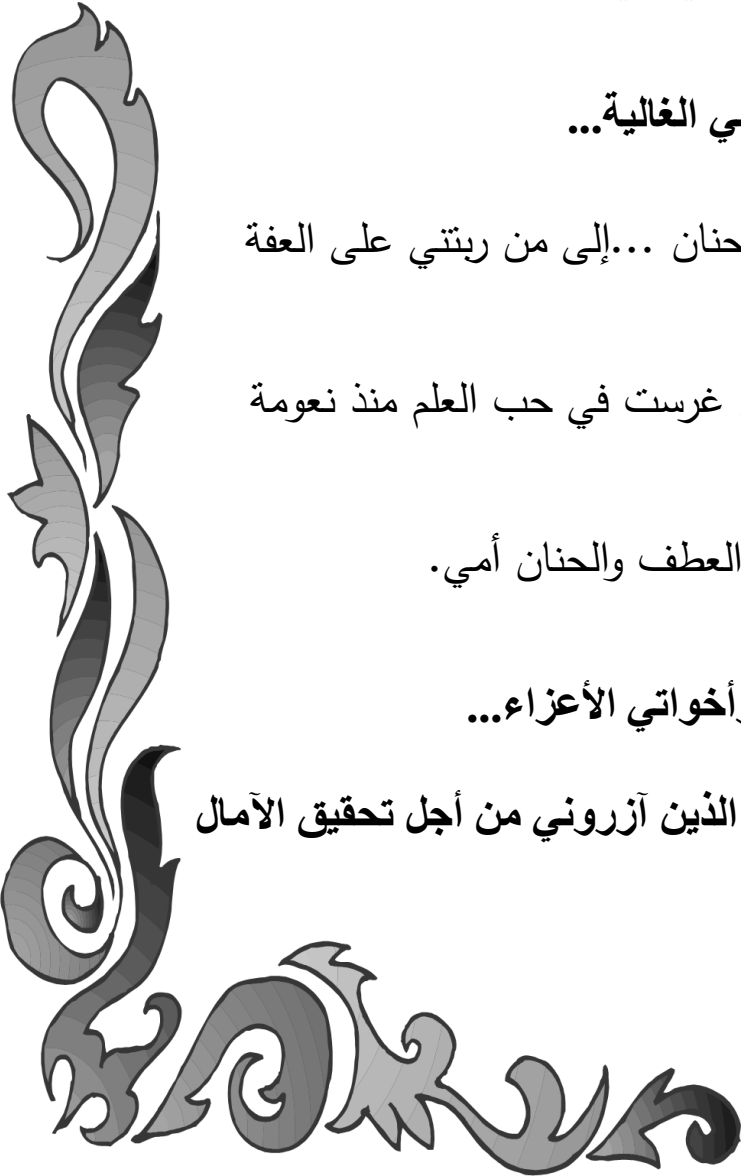 الغالية...
حنان ...إلى من ربتني على العفة
غرست في حب العلم منذ نعومة
العطف والحنان أمي.
وأخواتي الأعزاء...
الذين آزروني من أجل تحقيق الآمال